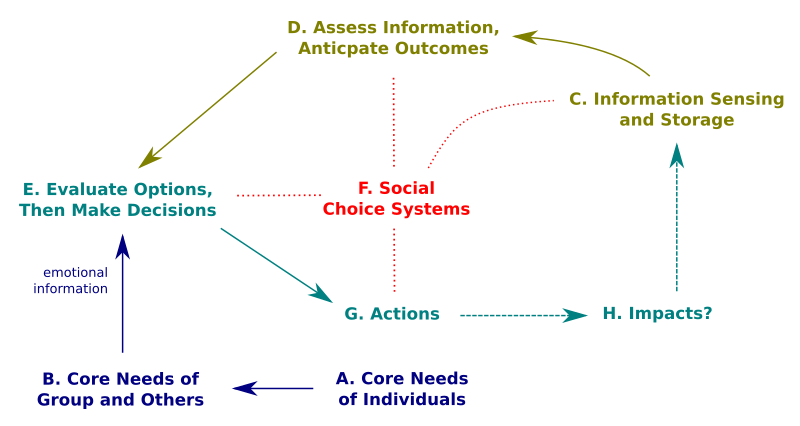 D. Assess Information,
Anticpate Outcomes
C. Information Sensing
and Storage
E. Evaluate Options,
Then Make Decisions
F. Social
Choice Systems
emotional
information
G. Actions
H. Impacts?
B. Core Needs of
Group and Others
A. Core Needs
of Individuals